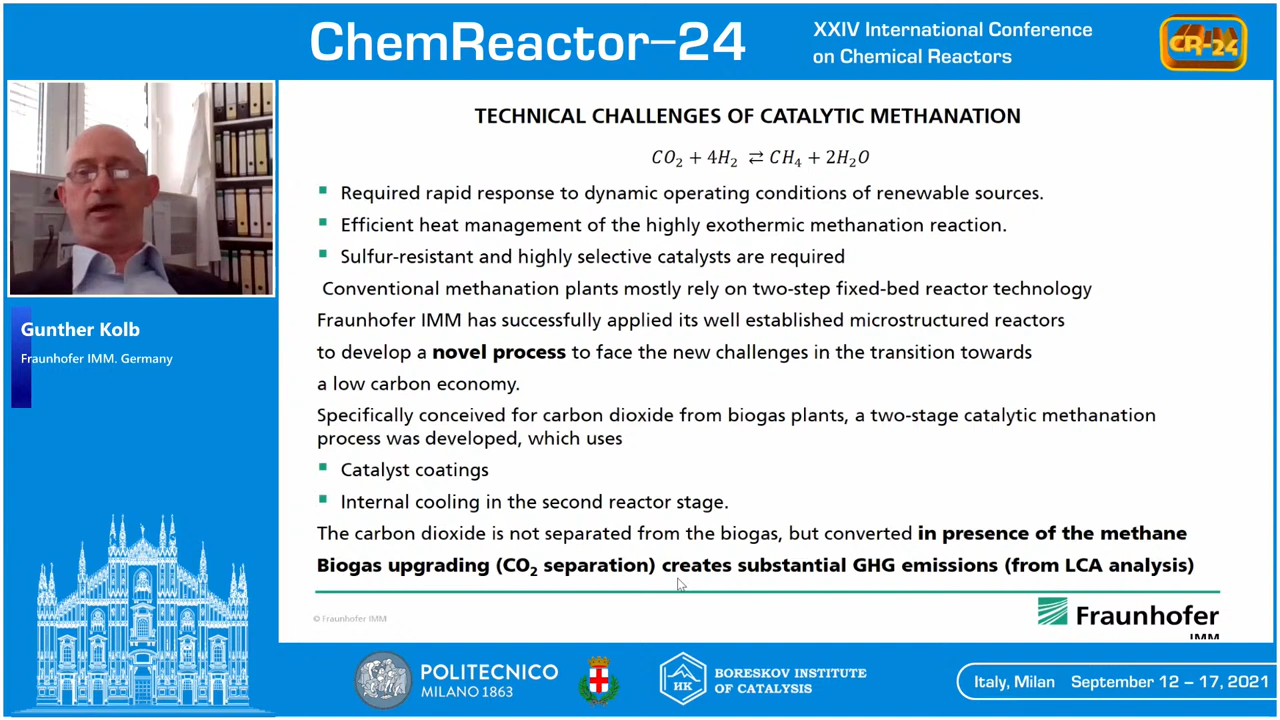 ChemReactor-24
XXIV International Conference
on Chemical Reactors
CR-24
Gunther Kolb
Fraunhofer IMM. Germany
TECHNICAL CHALLENGES OF CATALYTIC METHANATION
CO₂ + 4H₂ ⇄ CH₄ + 2H₂O
▪ Required rapid response to dynamic operating conditions of renewable sources.
▪ Efficient heat management of the highly exothermic methanation reaction.
▪ Sulfur-resistant and highly selective catalysts are required
Conventional methanation plants mostly rely on two-step fixed-bed reactor technology
Fraunhofer IMM has successfully applied its well established microstructured reactors
to develop a novel process to face the new challenges in the transition towards
a low carbon economy.
Specifically conceived for carbon dioxide from biogas plants, a two-stage catalytic methanation
process was developed, which uses
▪ Catalyst coatings
▪ Internal cooling in the second reactor stage.
The carbon dioxide is not separated from the biogas, but converted in presence of the methane
Biogas upgrading (CO₂ separation) creates substantial GHG emissions (from LCA analysis)
© Fraunhofer IMM
Fraunhofer
IMM
POLITECNICO
MILANO 1863
НК
BORESKOV INSTITUTE
OF CATALYSIS
Italy, Milan September 12 – 17, 2021